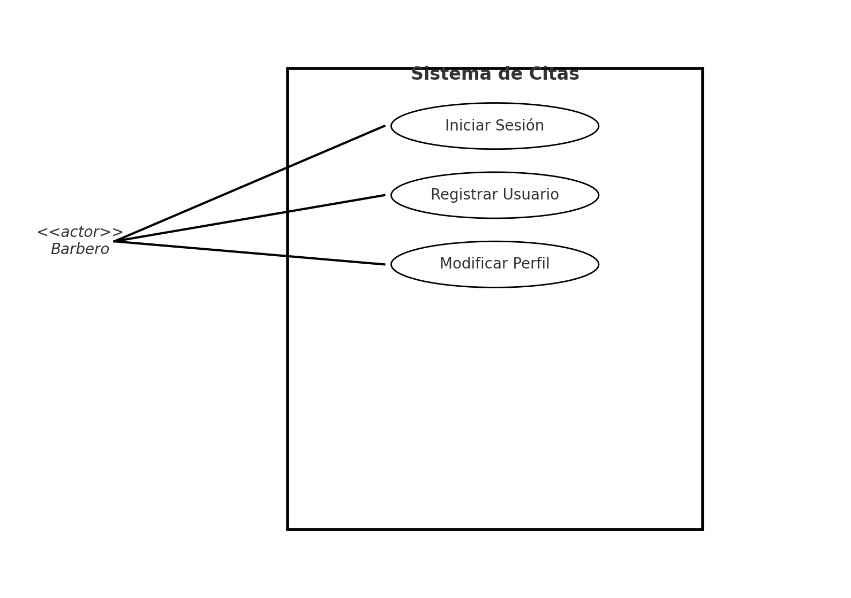 Sistema de Citas
Iniciar Sesión
Registrar Usuario
<<actor>>
Barbero
Modificar Perfil